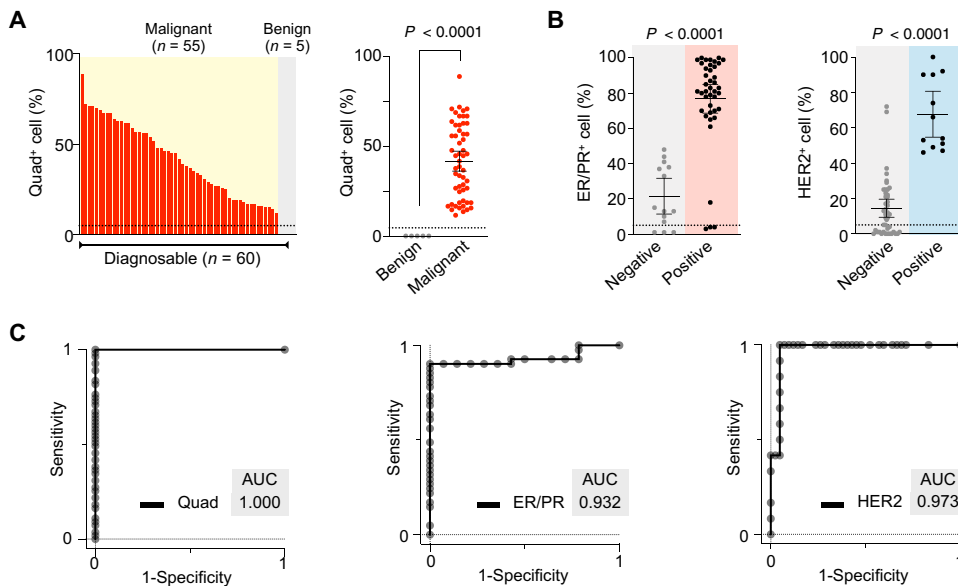 A
Malignant
(n = 55)
Benign
(n = 5)
100
50
0
Quad⁺ cell (%)
Diagnosable (n = 60)
P < 0.0001
100
50
0
Quad⁺ cell (%)
Benign
Malignant
B
P < 0.0001
100
80
60
40
20
0
ER/PR⁺ cell (%)
Negative
Positive
P < 0.0001
100
80
60
40
20
0
HER2⁺ cell (%)
Negative
Positive
C
1
0
Sensitivity
AUC
Quad 1.000
0
1
1-Specificity
1
0
Sensitivity
AUC
ER/PR 0.932
0
1
1-Specificity
1
0
Sensitivity
AUC
HER2 0.973
0
1
1-Specificity